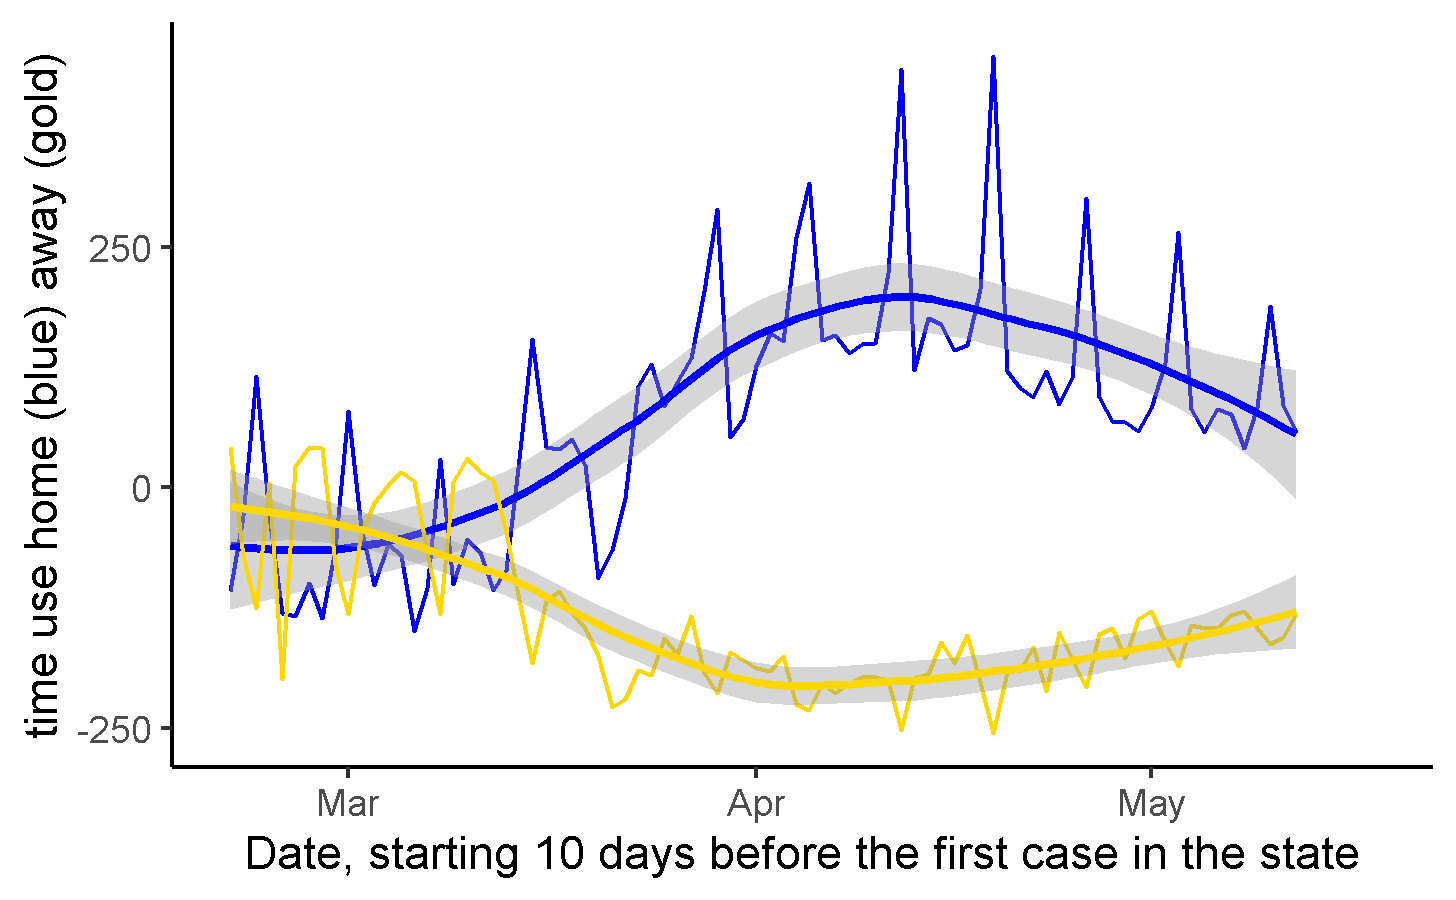 time use home (blue) away (gold)
250
0
-250
Mar
Apr
May
Date, starting 10 days before the first case in the state